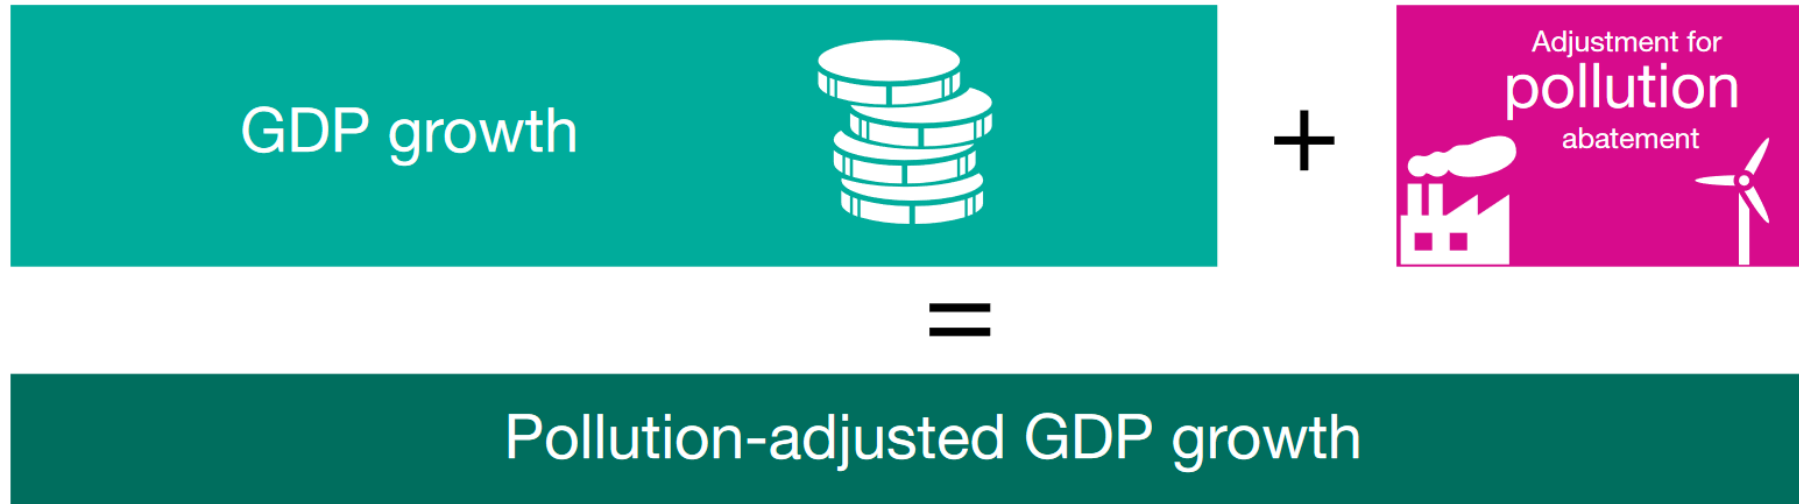 GDP growth
+
Adjustment for
pollution
abatement
=
Pollution-adjusted GDP growth